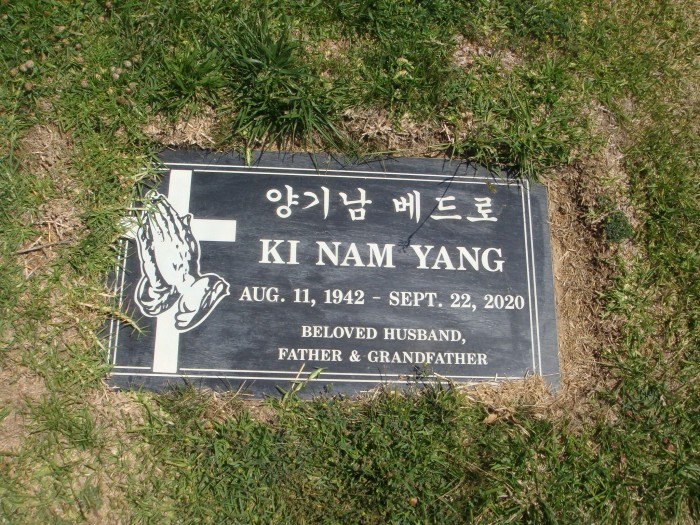 양기남 베드로
KI NAM YANG
AUG. 11, 1942 - SEPT. 22, 2020
BELOVED HUSBAND,
FATHER & GRANDFATHER